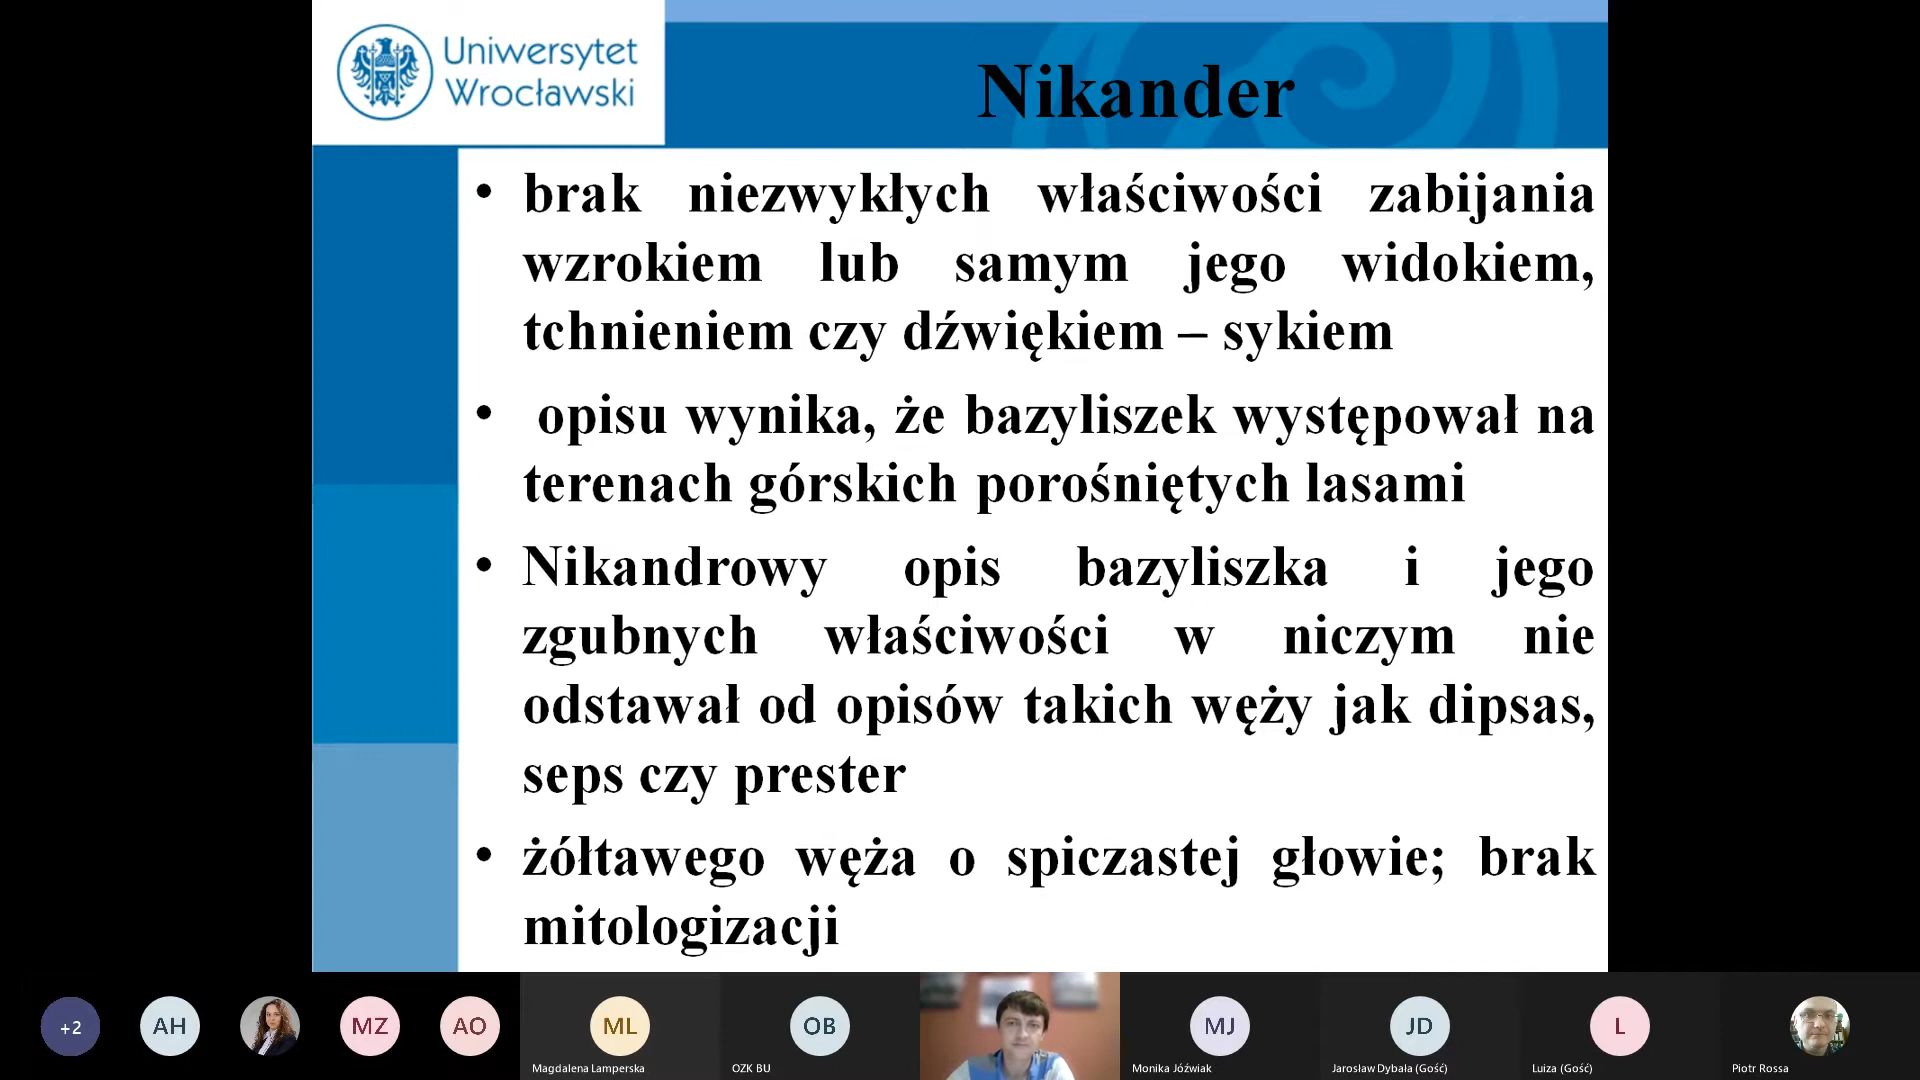 Uniwersytet
Wrocławski
Nikander
• brak niezwykłych właściwości zabijania
wzrokiem lub samym jego widokiem,
tchnieniem czy dźwiękiem – sykiem
• opisu wynika, że bazyliszek występował na
terenach górskich porośniętych lasami
• Nikandrowy opis bazyliszka i jego
zgubnych właściwości w niczym nie
odstawał od opisów takich węży jak dipsas,
seps czy prester
• żółtawego węża o spiczastej głowie; brak
mitologizacji
+2
AH
MZ
AO
ML
OB
MJ
JD
L
Magdalena Lamperska
OZK BU
Monika Jóźwiak
Jarosław Dybała (Gość)
Luiza (Gość)
Piotr Rossa